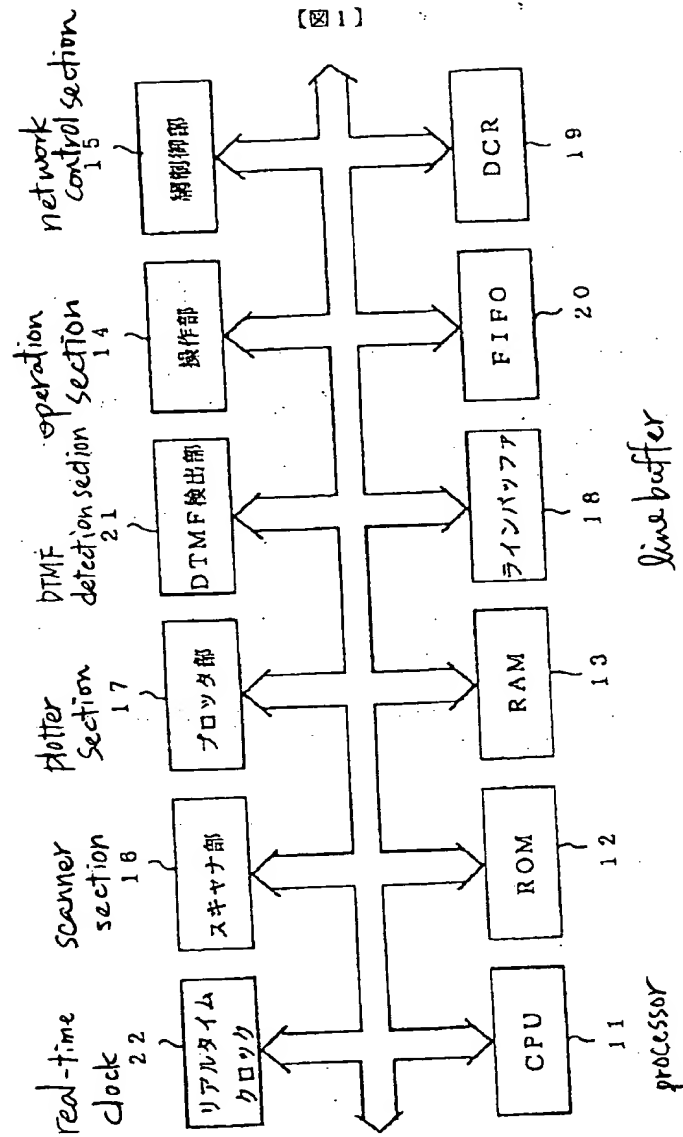 【図1】
real-time
clock
22
リアルタイム
クロック
scanner
section
16
スキャナ部
plotter
section
17
プロッタ部
DTMF
detection section
21
DTMF検出部
operation
section
14
操作部
network
control section
15
網制御部
CPU
11
processor
ROM
12
RAM
13
ラインバッファ
18
line buffer
FIFO
20
DCR
19